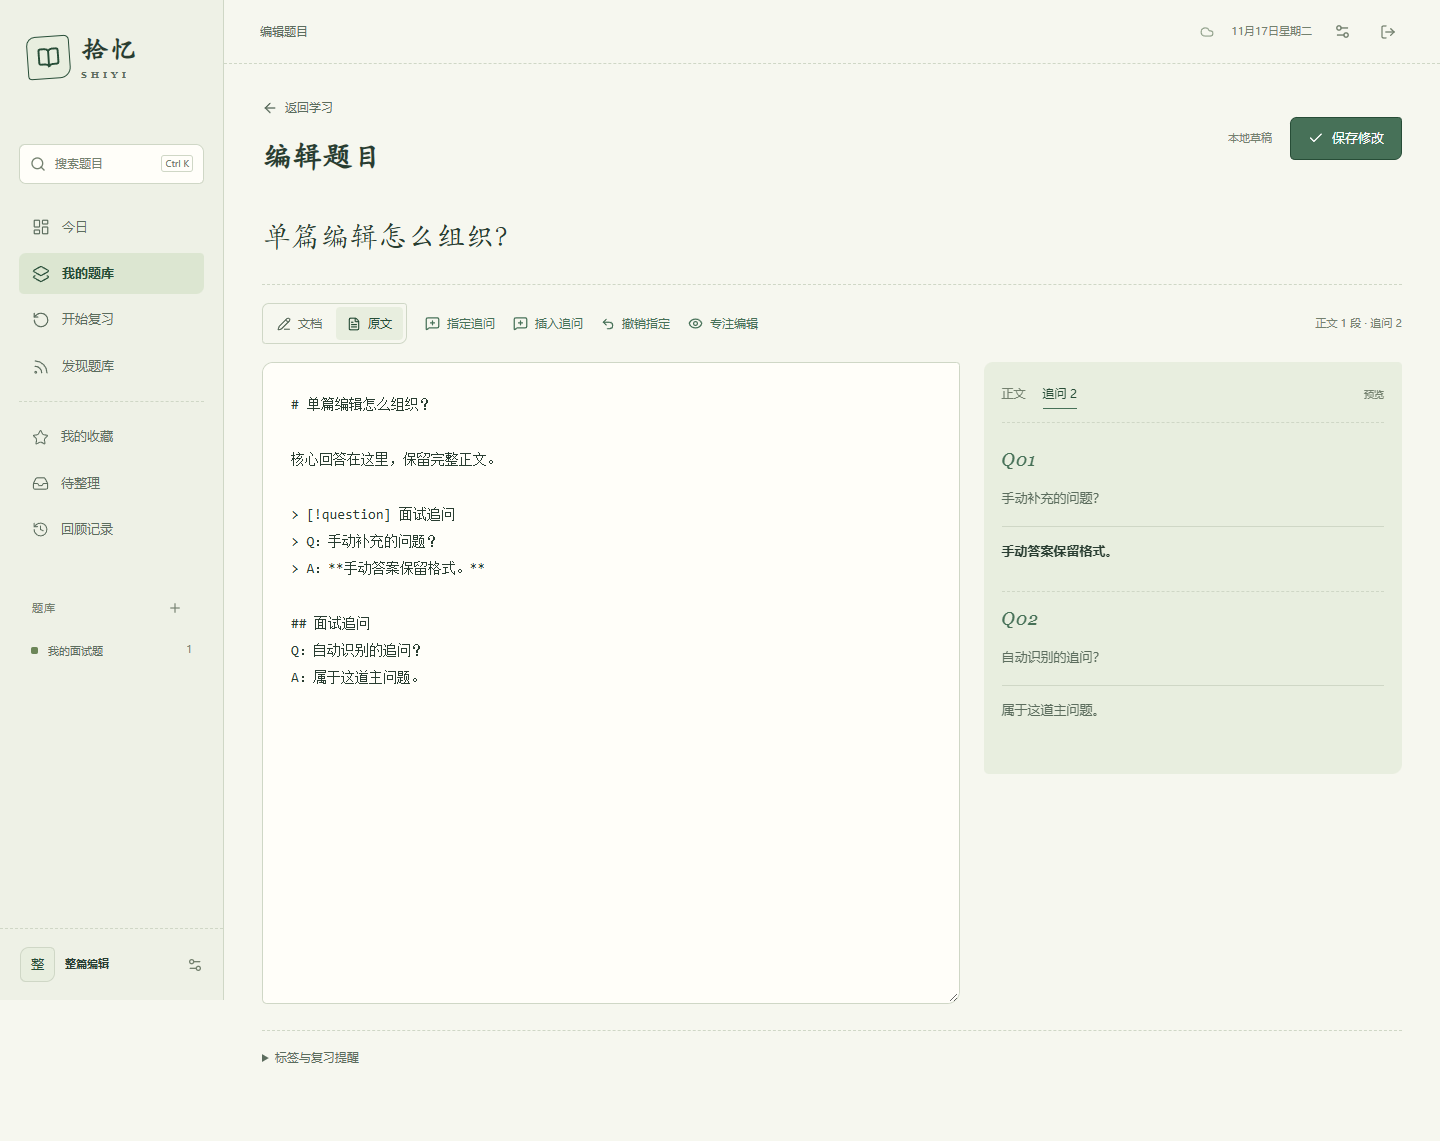 拾忆
SHIYI
搜索题目 Ctrl K
今日
我的题库
开始复习
发现题库
我的收藏
待整理
回顾记录
题库
我的面试题 1
整 整篇编辑
编辑题目
11月17日星期二
返回学习
编辑题目
本地草稿
保存修改
单篇编辑怎么组织?
文档 原文 指定追问 插入追问 撤销指定 专注编辑
正文 1 段 · 追问 2
# 单篇编辑怎么组织？
核心回答在这里，保留完整正文。
> [!question] 面试追问
> Q：手动补充的问题？
> A：**手动答案保留格式。**
## 面试追问
Q：自动识别的追问？
A：属于这道主问题。
正文 追问 2 预览
Q01
手动补充的问题？
手动答案保留格式。
Q02
自动识别的追问？
属于这道主问题。
标签与复习提醒